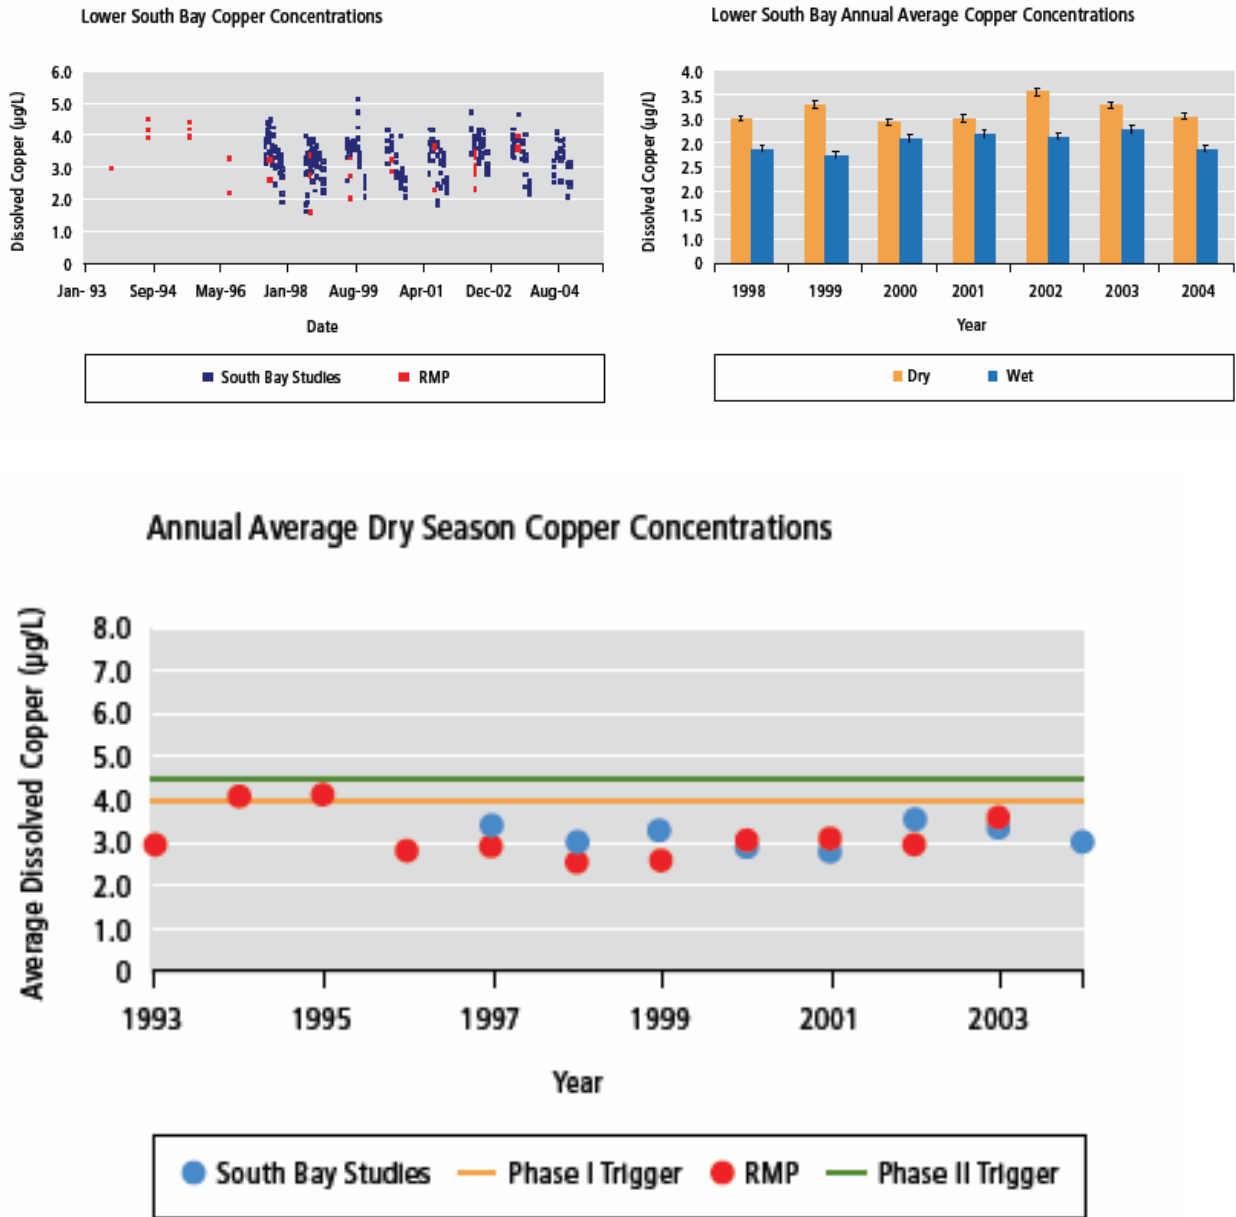 Lower South Bay Copper Concentrations
Dissolved Copper (µg/L)
6.0
5.0
4.0
3.0
2.0
1.0
0
Jan- 93 Sep-94 May-96 Jan-98 Aug-99 Apr-01 Dec-02 Aug-04
Date
South Bay Studies RMP
Lower South Bay Annual Average Copper Concentrations
Dissolved Copper (µg/L)
4.0
3.5
3.0
2.0
2.5
2.0
1.5
1.0
0
1998 1999 2000 2001 2002 2003 2004
Year
Dry Wet
Annual Average Dry Season Copper Concentrations
Average Dissolved Copper (µg/L)
8.0
7.0
6.0
5.0
4.0
3.0
2.0
1.0
0
1993 1995 1997 1999 2001 2003
Year
South Bay Studies Phase I Trigger RMP Phase II Trigger